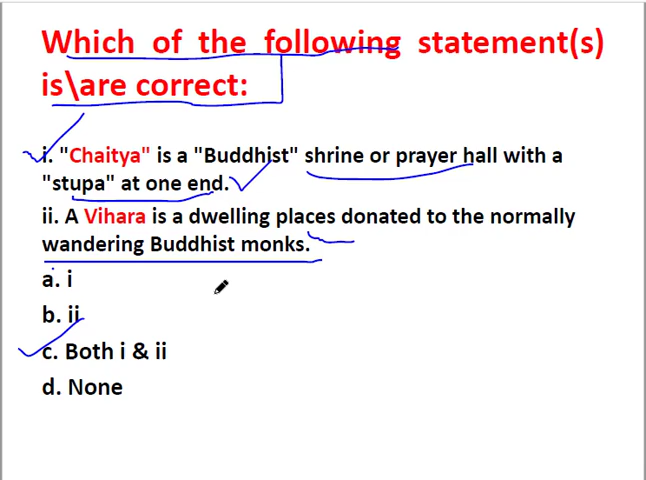 Which of the following statement(s)
is\are correct:
i. "Chaitya" is a "Buddhist" shrine or prayer hall with a
"stupa" at one end.
ii. A Vihara is a dwelling places donated to the normally
wandering Buddhist monks.
a. i
b. ii
c. Both i & ii
d. None